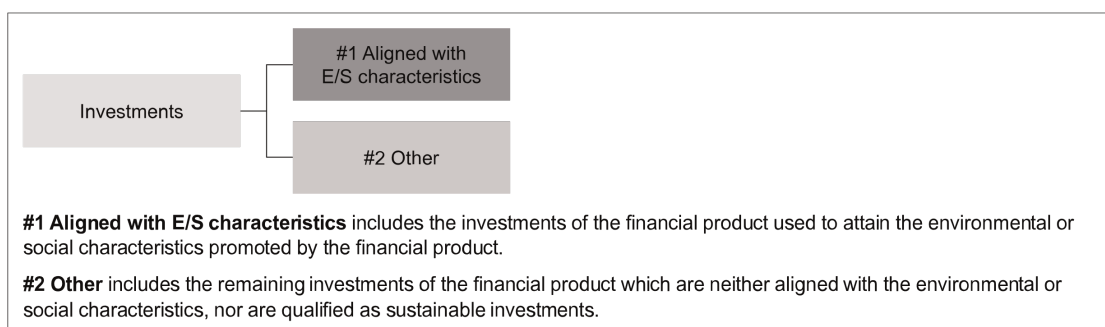 #1 Aligned with
E/S characteristics
Investments
#2 Other
#1 Aligned with E/S characteristics includes the investments of the financial product used to attain the environmental or
social characteristics promoted by the financial product.
#2 Other includes the remaining investments of the financial product which are neither aligned with the environmental or
social characteristics, nor are qualified as sustainable investments.